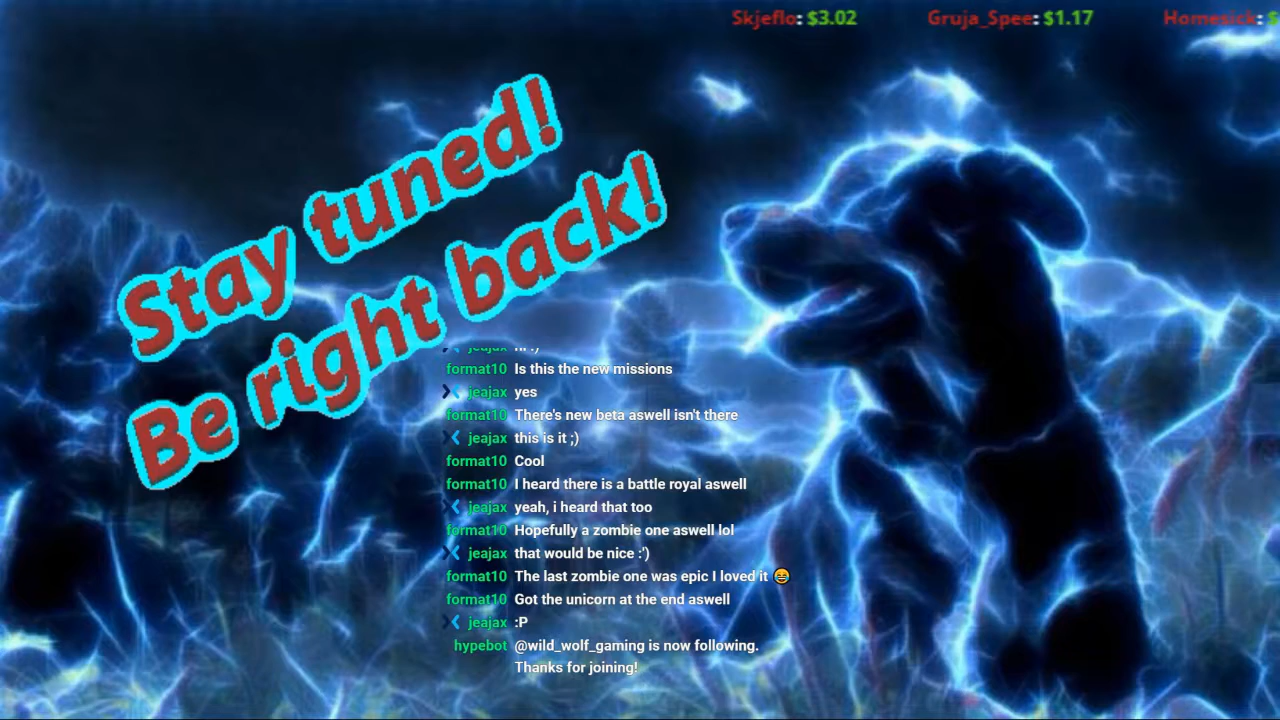 Skjeflo: $3.02 Gruja_Spee: $1.17 Homesick: $
Stay tuned!
Be right back!
jeajax hi :)
format10 Is this the new missions
jeajax yes
format10 There's new beta aswell isn't there
jeajax this is it ;)
format10 Cool
format10 I heard there is a battle royal aswell
jeajax yeah, i heard that too
format10 Hopefully a zombie one aswell lol
jeajax that would be nice :')
format10 The last zombie one was epic I loved it 😂
format10 Got the unicorn at the end aswell
jeajax :P
hypebot @wild_wolf_gaming is now following.
Thanks for joining!